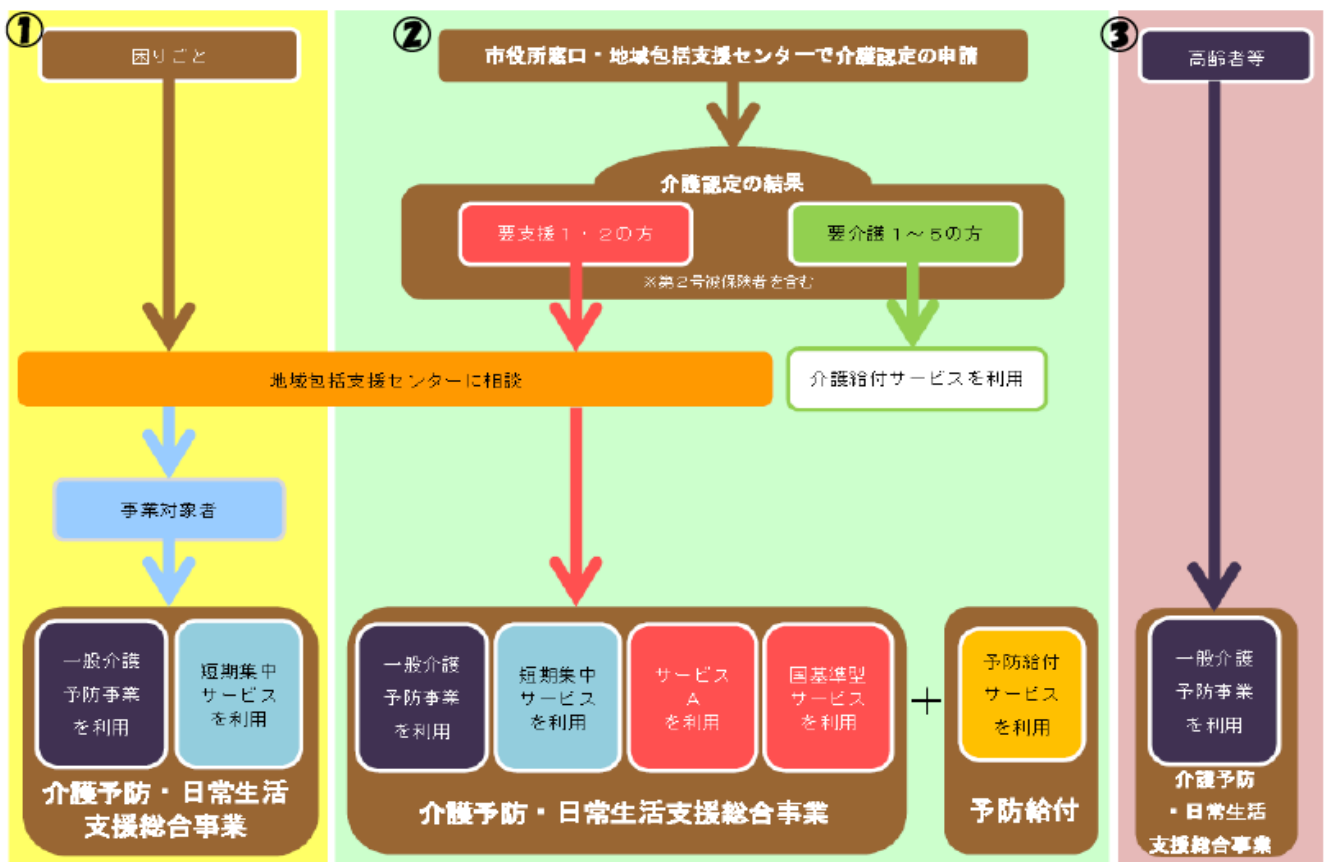 ①
困りごと
②
市役所窓口・地域包括支援センターで介護認定の申請
③
高齢者等
介護認定の結果
要支援１・２の方
要介護１～５の方
※第２号被保険者を含む
地域包括支援センターに相談
介護給付サービスを利用
事業対象者
一般介護
予防事業
を利用
短期集中
サービス
を利用
介護予防・日常生活
支援総合事業
一般介護
予防事業
を利用
短期集中
サービス
を利用
サービス
Ａ
を利用
国基準型
サービス
を利用
介護予防・日常生活支援総合事業
＋
予防給付
サービス
を利用
予防給付
一般介護
予防事業
を利用
介護予防
・日常生活
支援総合事業